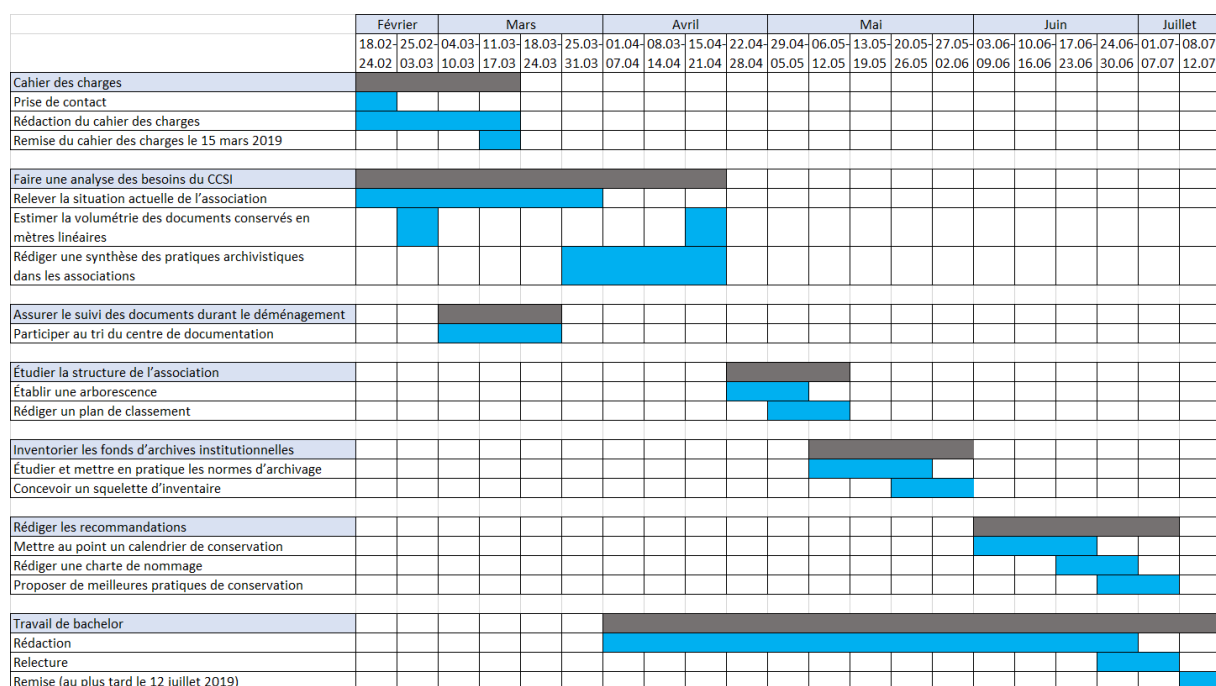 Février Mars Avril Mai Juin Juillet
18.02- 25.02- 04.03- 11.03- 18.03- 25.03- 01.04- 08.03- 15.04- 22.04- 29.04- 06.05- 13.05- 20.05- 27.05- 03.06- 10.06- 17.06- 24.06- 01.07- 08.07-
24.02 03.03 10.03 17.03 24.03 31.03 07.04 14.04 21.04 28.04 05.05 12.05 19.05 26.05 02.06 09.06 16.06 23.06 30.06 07.07 12.07
Cahier des charges
Prise de contact
Rédaction du cahier des charges
Remise du cahier des charges le 15 mars 2019
Faire une analyse des besoins du CCSI
Relever la situation actuelle de l’association
Estimer la volumétrie des documents conservés en
mètres linéaires
Rédiger une synthèse des pratiques archivistiques
dans les associations
Assurer le suivi des documents durant le déménagement
Participer au tri du centre de documentation
Étudier la structure de l’association
Établir une arborescence
Rédiger un plan de classement
Inventorier les fonds d’archives institutionnelles
Étudier et mettre en pratique les normes d’archivage
Concevoir un squelette d’inventaire
Rédiger les recommandations
Mettre au point un calendrier de conservation
Rédiger une charte de nommage
Proposer de meilleures pratiques de conservation
Travail de bachelor
Rédaction
Relecture
Remise (au plus tard le 12 juillet 2019)